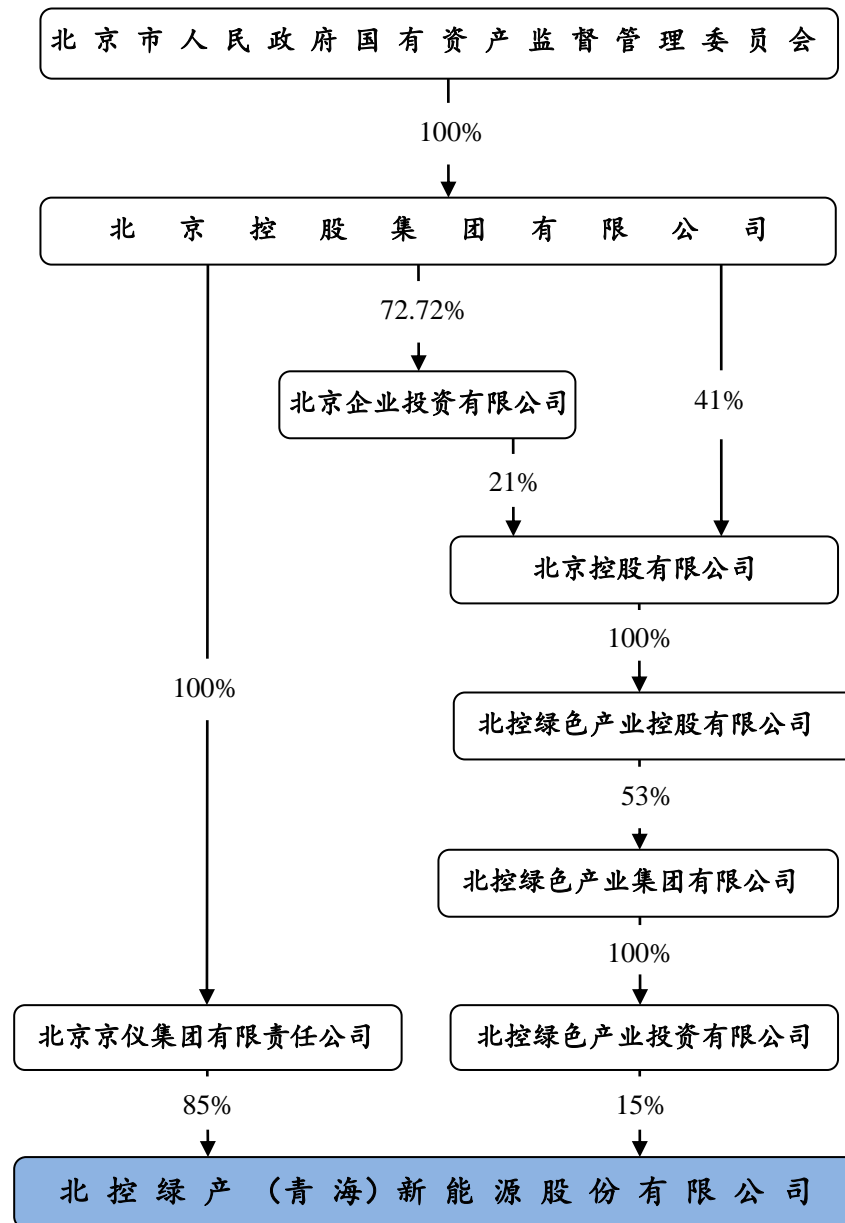 北京市人民政府国有资产监督管理委员会
100%
北京控股集团有限公司
72.72%
北京企业投资有限公司
41%
21%
北京控股有限公司
100%
100%
北控绿色产业控股有限公司
53%
北控绿色产业集团有限公司
100%
北京京仪集团有限责任公司
北控绿色产业投资有限公司
85%
15%
北控绿产（青海）新能源股份有限公司